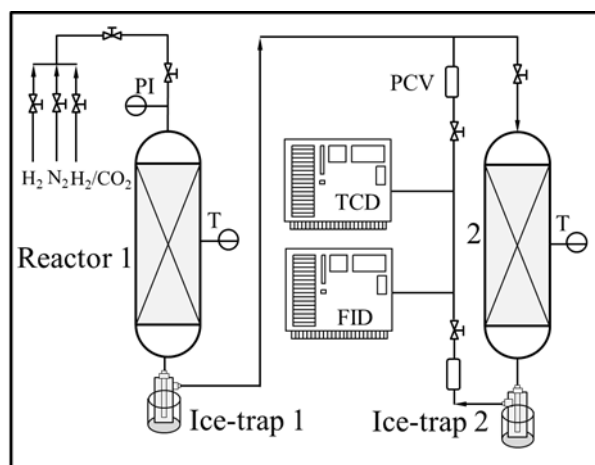 PI
PCV
H₂ N₂ H₂/CO₂
TCD
T
Reactor 1
2
T
FID
Ice-trap 1
Ice-trap 2